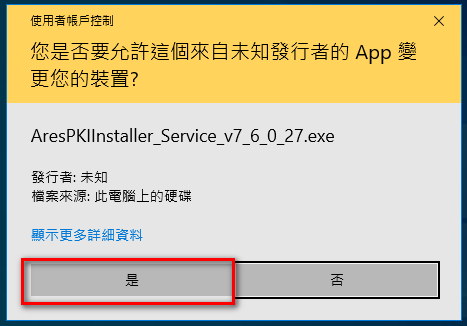 使用者帳戶控制
您是否要允許這個來自未知發行者的 App 變
更您的裝置?
AresPKIInstaller_Service_v7_6_0_27.exe
發行者: 未知
檔案來源: 此電腦上的硬碟
顯示更多詳細資料
是
否